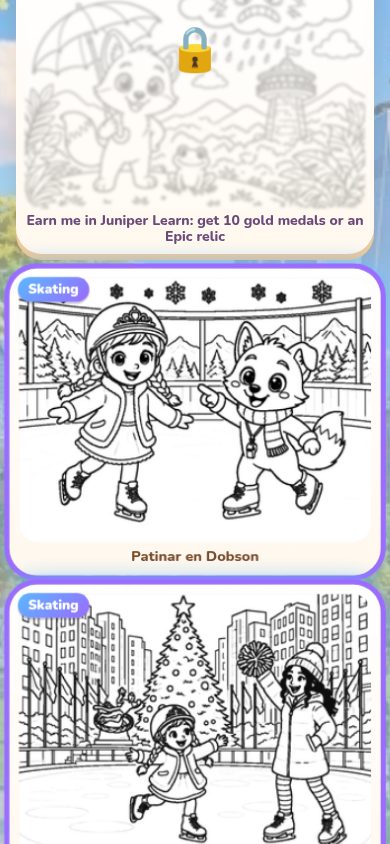 Earn me in Juniper Learn: get 10 gold medals or an
Epic relic
Skating
Patinar en Dobson
Skating